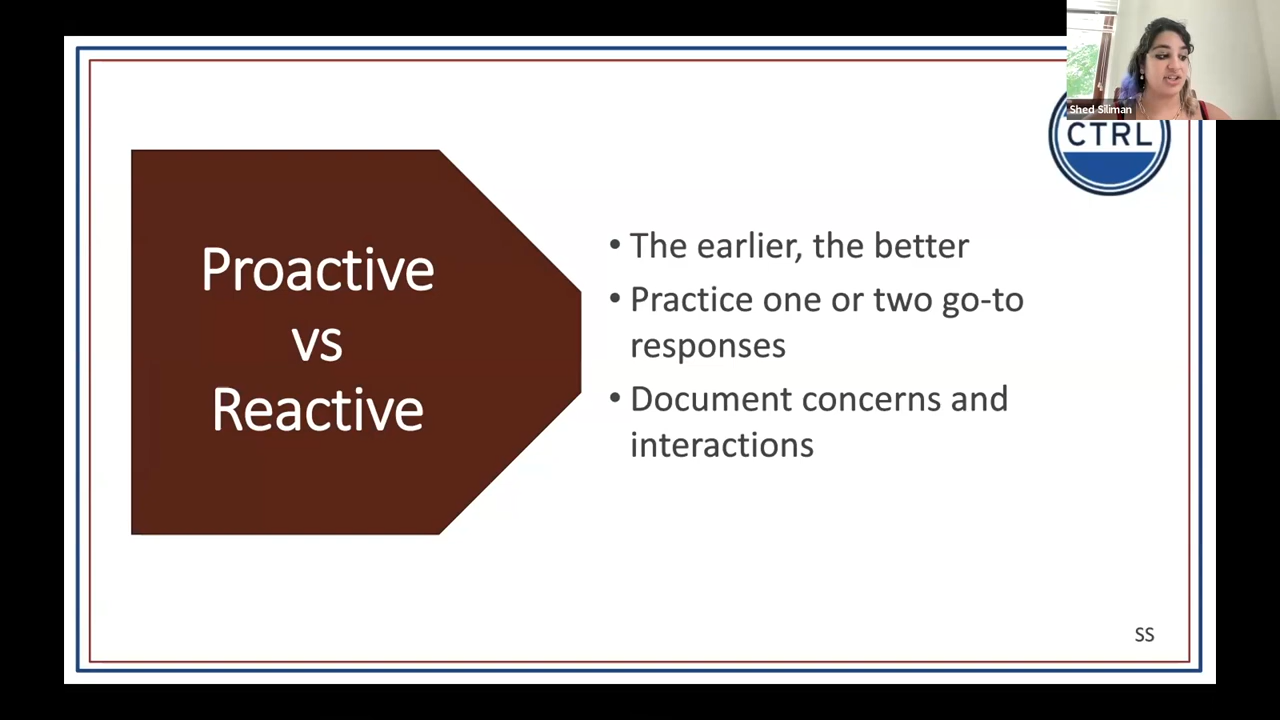 Shed Siliman
CTRL
Proactive
vs
Reactive
• The earlier, the better
• Practice one or two go-to
responses
• Document concerns and
interactions
SS